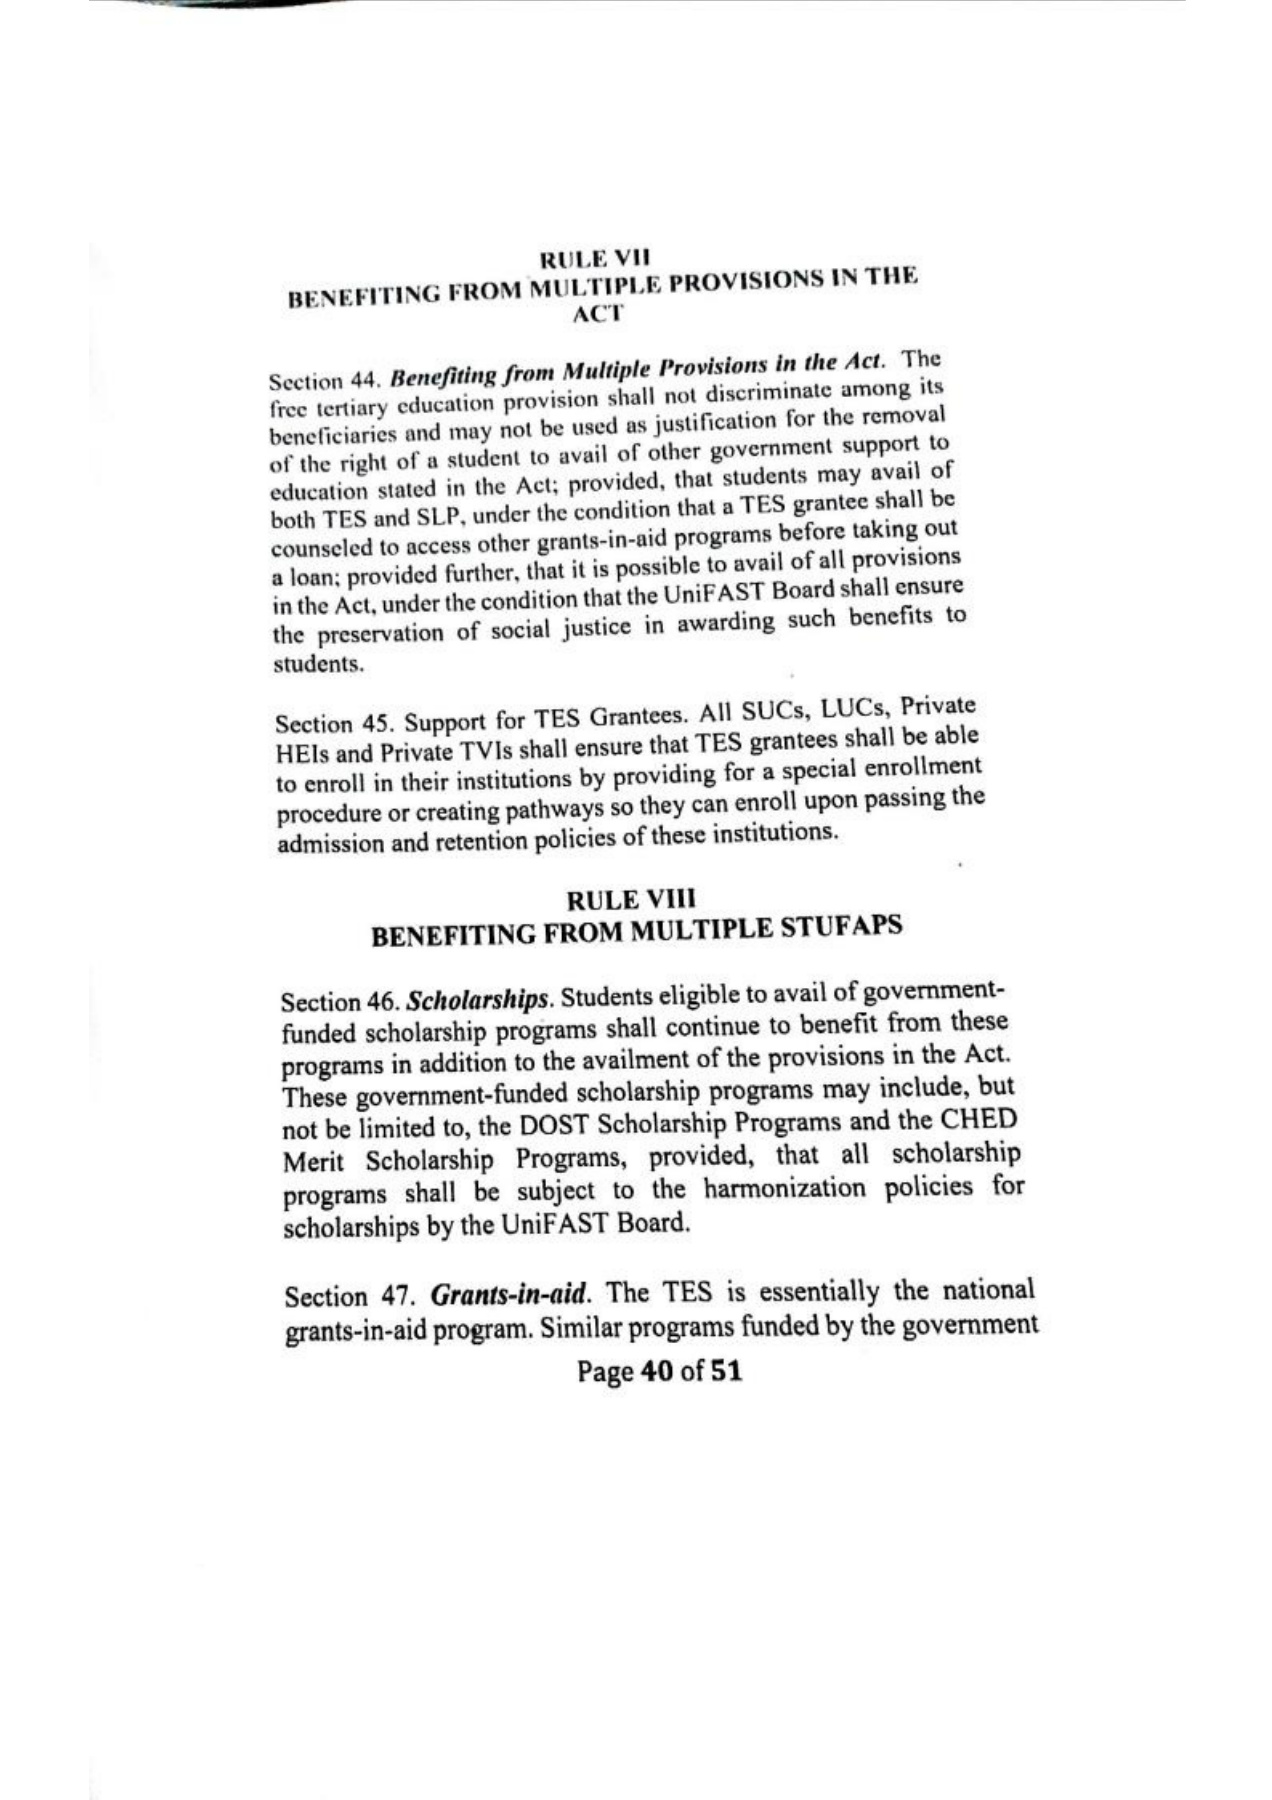 RULE VII
BENEFITING FROM MULTIPLE PROVISIONS IN THE
ACT
Section 44. Benefiting from Multiple Provisions in the Act. The
free tertiary education provision shall not discriminate among its
beneficiaries and may not be used as justification for the removal
of the right of a student to avail of other government support to
education stated in the Act; provided, that students may avail of
both TES and SLP, under the condition that a TES grantee shall be
counseled to access other grants-in-aid programs before taking out
a loan; provided further, that it is possible to avail of all provisions
in the Act, under the condition that the UniFAST Board shall ensure
the preservation of social justice in awarding such benefits to
students.
Section 45. Support for TES Grantees. All SUCs, LUCs, Private
HEIs and Private TVIs shall ensure that TES grantees shall be able
to enroll in their institutions by providing for a special enrollment
procedure or creating pathways so they can enroll upon passing the
admission and retention policies of these institutions.
RULE VIII
BENEFITING FROM MULTIPLE STUFAPS
Section 46. Scholarships. Students eligible to avail of government-
funded scholarship programs shall continue to benefit from these
programs in addition to the availment of the provisions in the Act.
These government-funded scholarship programs may include, but
not be limited to, the DOST Scholarship Programs and the CHED
Merit Scholarship Programs, provided, that all scholarship
programs shall be subject to the harmonization policies for
scholarships by the UniFAST Board.
Section 47. Grants-in-aid. The TES is essentially the national
grants-in-aid program. Similar programs funded by the government
Page 40 of 51